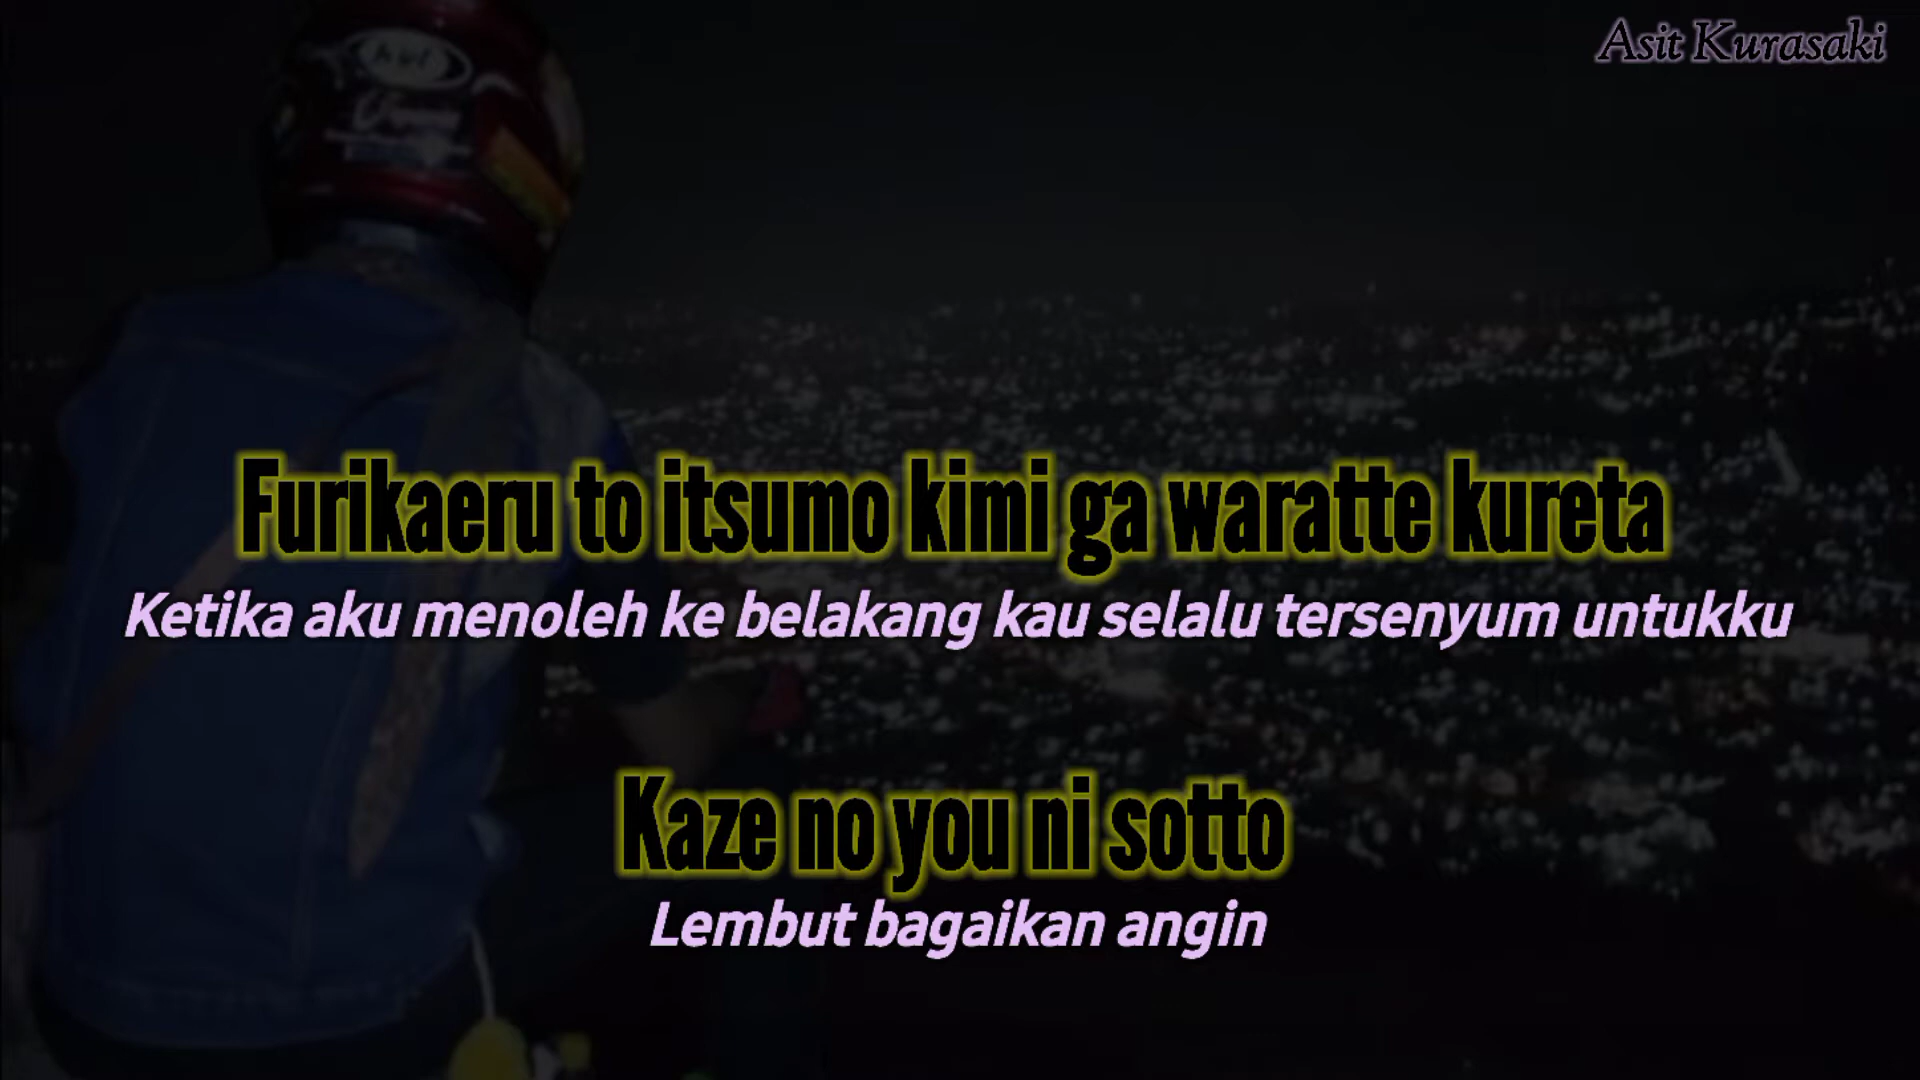 Asit Kurasaki
Furikaeru to itsumo kimi ga waratte kureta
Ketika aku menoleh ke belakang kau selalu tersenyum untukku
Kaze no you ni sotto
Lembut bagaikan angin